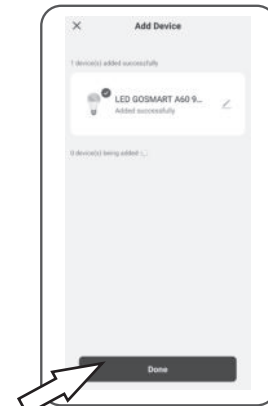 Add Device
1 device(s) added successfully
LED GOSMART A60 9...
Added successfully
0 device(s) being added
Done